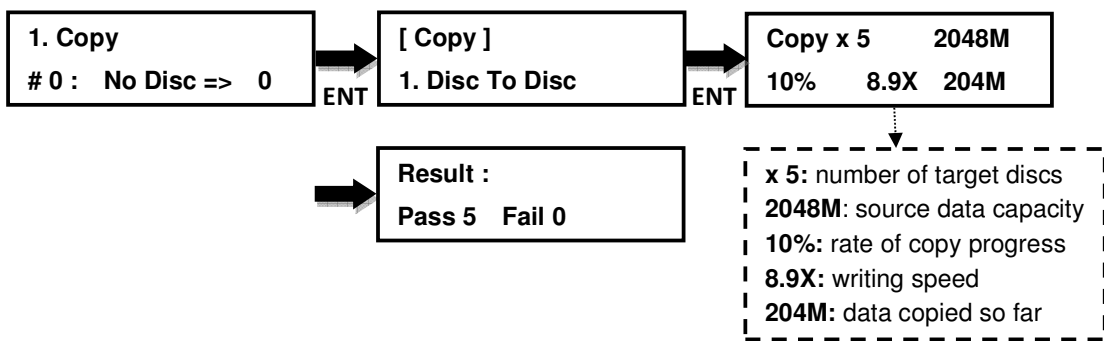 1. Copy
# 0 : No Disc => 0
ENT
[ Copy ]
1. Disc To Disc
ENT
Copy x 5 2048M
10% 8.9X 204M
Result :
Pass 5 Fail 0
x 5: number of target discs
2048M: source data capacity
10%: rate of copy progress
8.9X: writing speed
204M: data copied so far